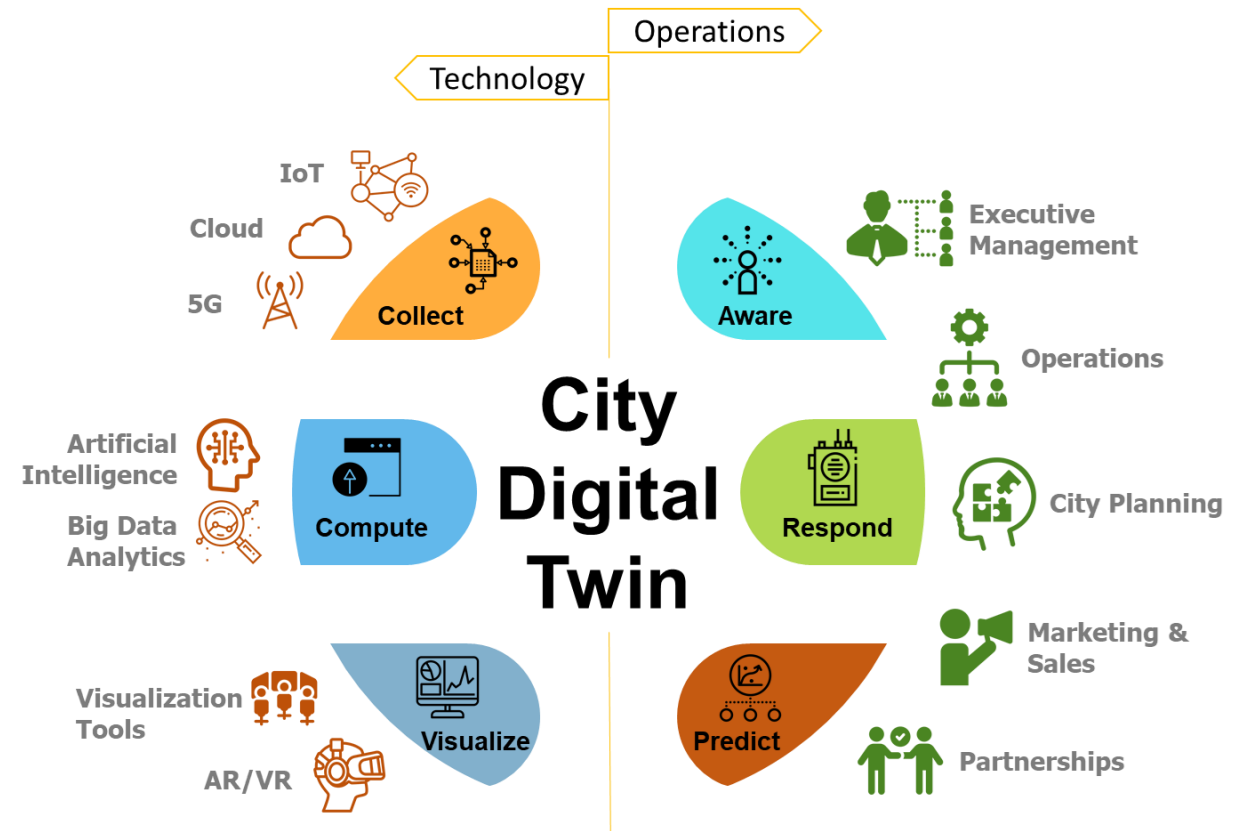 Operations
Technology
IoT
Cloud
5G
Collect
Artificial
Intelligence
Big Data
Analytics
Compute
Visualization
Tools
AR/VR
Visualize
City
Digital
Twin
Aware
Executive
Management
Operations
Respond
City Planning
Marketing &
Sales
Predict
Partnerships